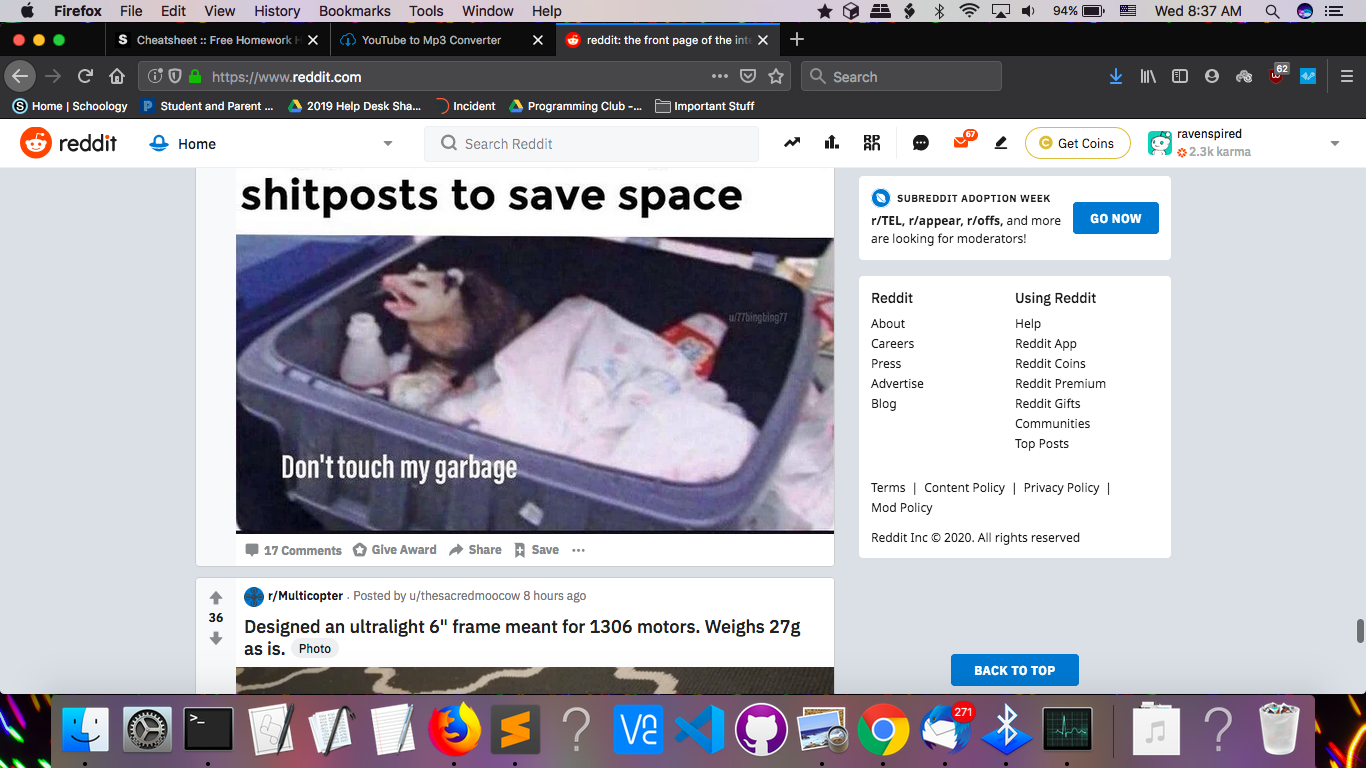 Firefox File Edit View History Bookmarks Tools Window Help 94% Wed 8:37 AM
Cheatsheet :: Free Homework H
YouTube to Mp3 Converter
reddit: the front page of the inte
https://www.reddit.com
Search
62
Home | Schoology
Student and Parent ...
2019 Help Desk Sha...
Incident
Programming Club -...
Important Stuff
reddit
Home
Search Reddit
67
Get Coins
ravenspired
2.3k karma
shitposts to save space
u/77bingbing77
Don't touch my garbage
17 Comments Give Award Share Save
36
r/Multicopter · Posted by u/thesacredmoocow 8 hours ago
Designed an ultralight 6" frame meant for 1306 motors. Weighs 27g
as is. Photo
SUBREDDIT ADOPTION WEEK
r/TEL, r/appear, r/offs, and more
are looking for moderators!
GO NOW
Reddit Using Reddit
About Help
Careers Reddit App
Press Reddit Coins
Advertise Reddit Premium
Blog Reddit Gifts
Communities
Top Posts
Terms | Content Policy | Privacy Policy |
Mod Policy
Reddit Inc © 2020. All rights reserved
BACK TO TOP
271